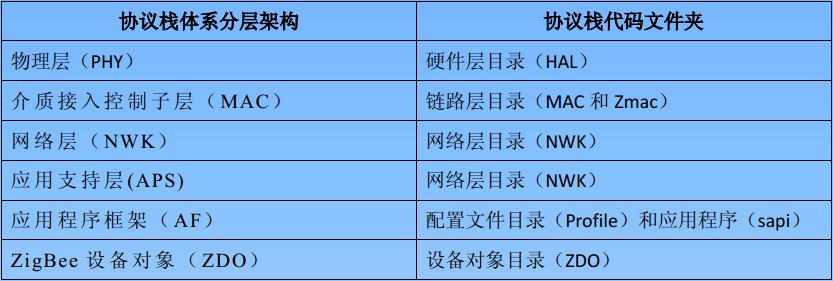 协议栈体系分层架构 协议栈代码文件夹
物理层（PHY） 硬件层目录（HAL）
介质接入控制子层（MAC） 链路层目录（MAC 和 Zmac）
网络层（NWK） 网络层目录（NWK）
应用支持层(APS) 网络层目录（NWK）
应用程序框架（AF） 配置文件目录（Profile）和应用程序（sapi）
ZigBee 设备对象（ZDO） 设备对象目录（ZDO）